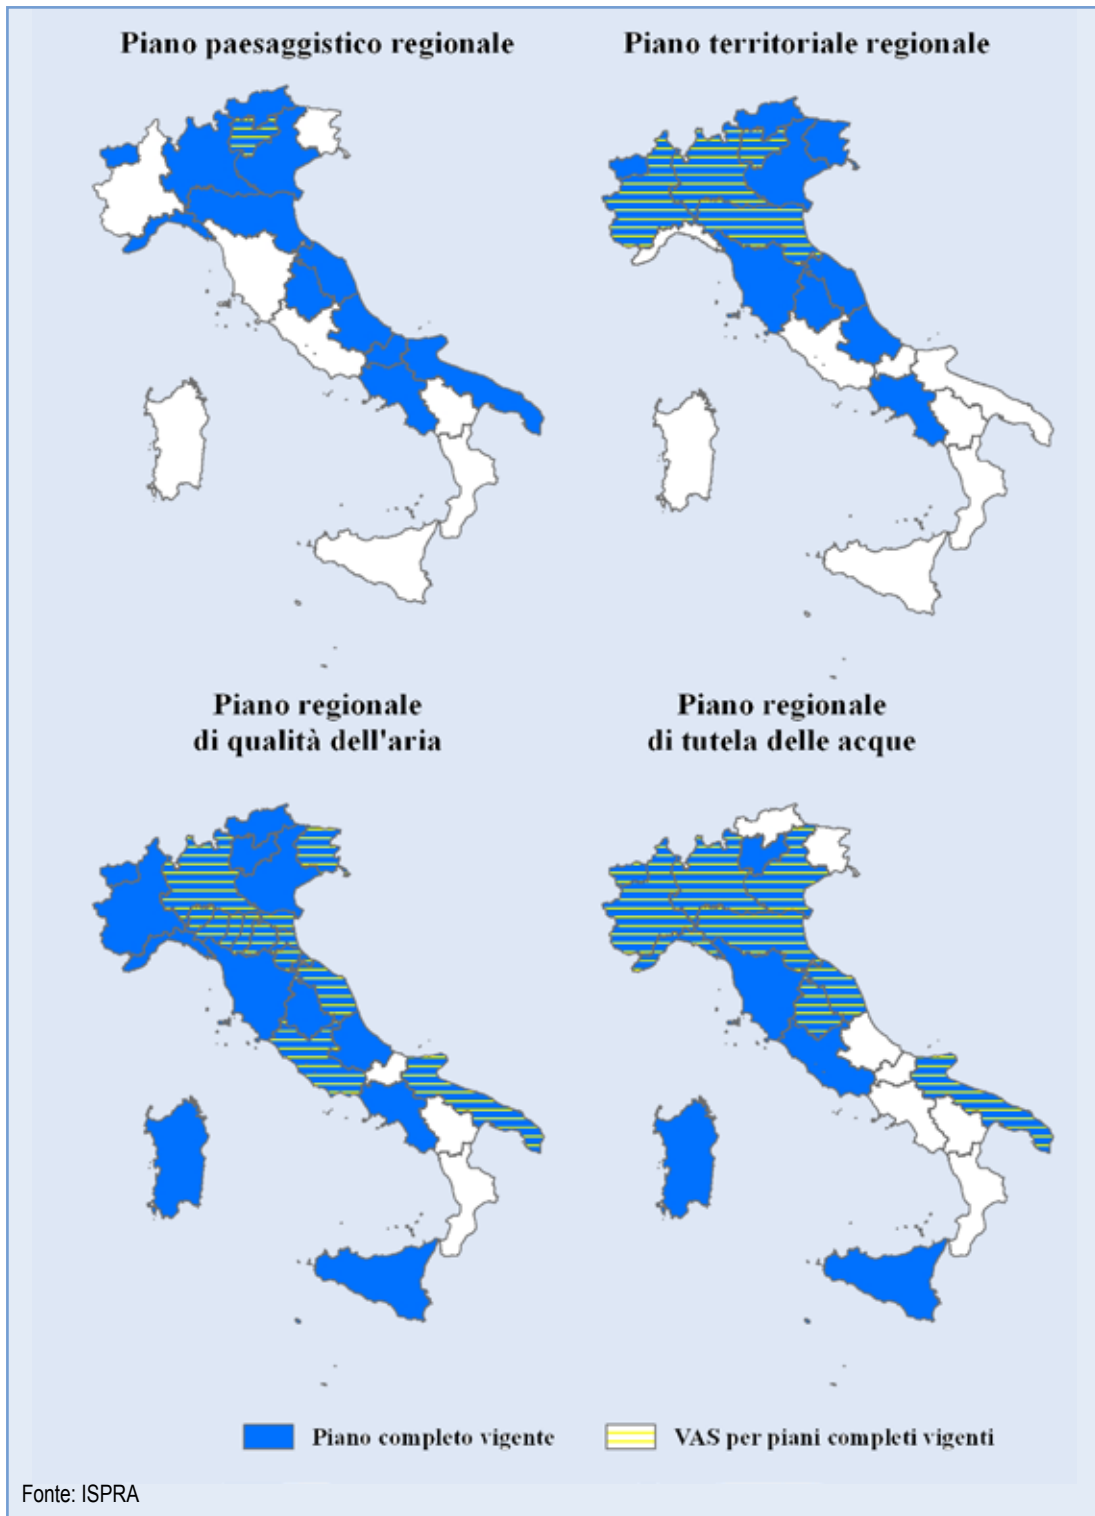 Piano paesaggistico regionale
Piano territoriale regionale
Piano regionale
di qualità dell'aria
Piano regionale
di tutela delle acque
Piano completo vigente
VAS per piani completi vigenti
Fonte: ISPRA